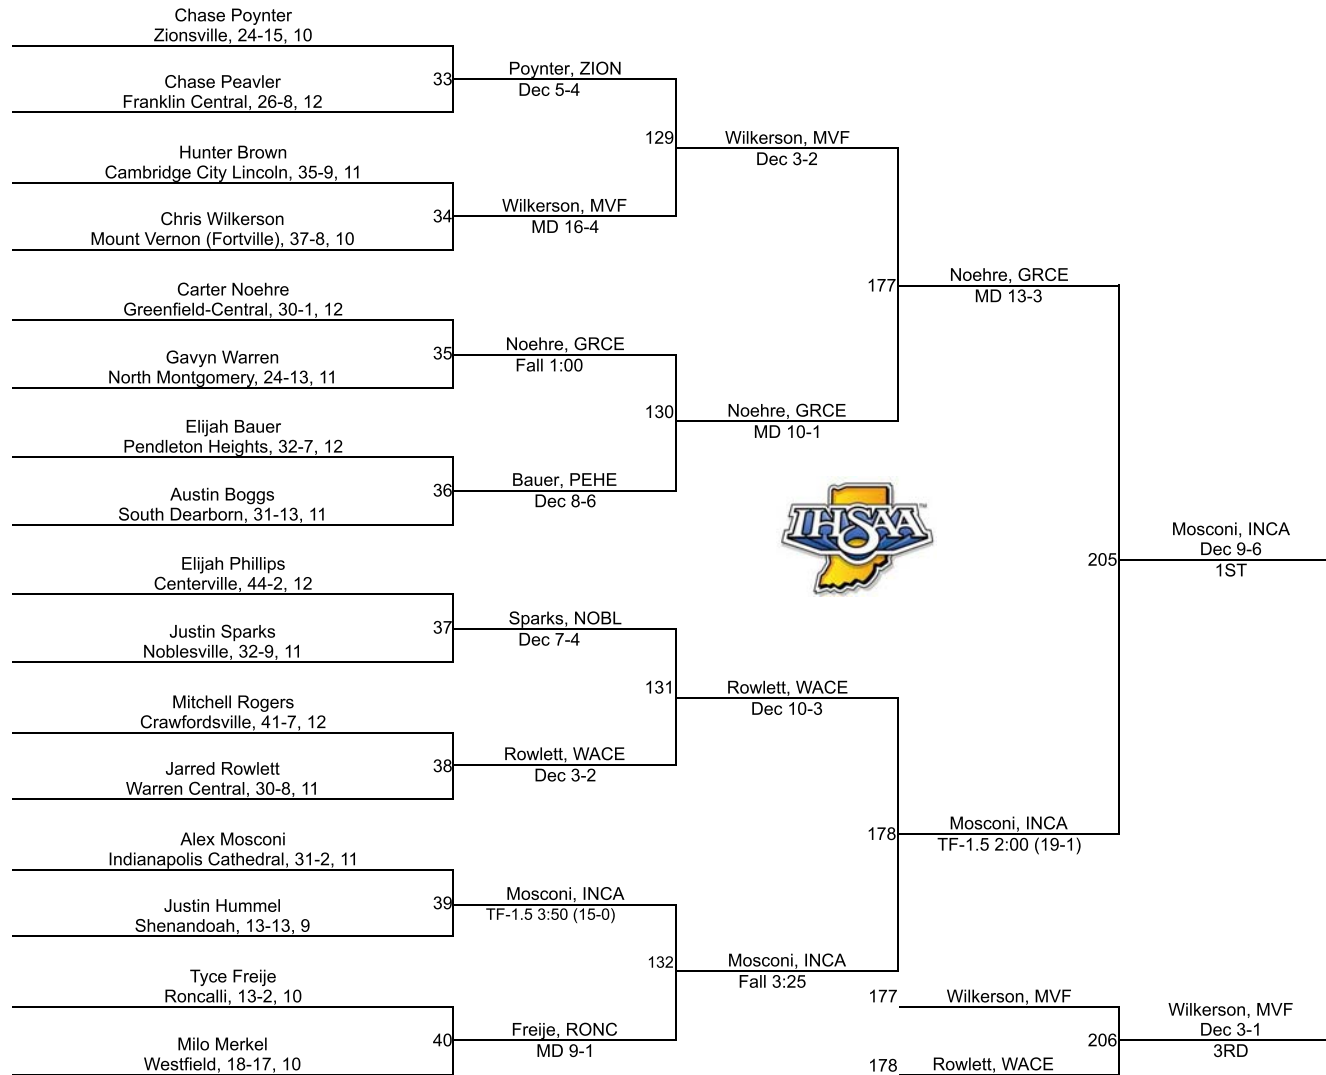 Chase Poynter
Zionsville, 24-15, 10
Chase Peavler
Franklin Central, 26-8, 12
Hunter Brown
Cambridge City Lincoln, 35-9, 11
Chris Wilkerson
Mount Vernon (Fortville), 37-8, 10
Carter Noehre
Greenfield-Central, 30-1, 12
Gavyn Warren
North Montgomery, 24-13, 11
Elijah Bauer
Pendleton Heights, 32-7, 12
Austin Boggs
South Dearborn, 31-13, 11
Elijah Phillips
Centerville, 44-2, 12
Justin Sparks
Noblesville, 32-9, 11
Mitchell Rogers
Crawfordsville, 41-7, 12
Jarred Rowlett
Warren Central, 30-8, 11
Alex Mosconi
Indianapolis Cathedral, 31-2, 11
Justin Hummel
Shenandoah, 13-13, 9
Tyce Freije
Roncalli, 13-2, 10
Milo Merkel
Westfield, 18-17, 10
33
Poynter, ZION
Dec 5-4
34
Wilkerson, MVF
MD 16-4
35
Noehre, GRCE
Fall 1:00
36
Bauer, PEHE
Dec 8-6
37
Sparks, NOBL
Dec 7-4
38
Rowlett, WACE
Dec 3-2
39
Mosconi, INCA
TF-1.5 3:50 (15-0)
40
Freije, RONC
MD 9-1
129
Wilkerson, MVF
Dec 3-2
130
Noehre, GRCE
MD 10-1
131
Rowlett, WACE
Dec 10-3
132
Mosconi, INCA
Fall 3:25
177
Noehre, GRCE
MD 13-3
178
Mosconi, INCA
TF-1.5 2:00 (19-1)
IHSAA
TM
205
Mosconi, INCA
Dec 9-6
1ST
177
Wilkerson, MVF
178
Rowlett, WACE
206
Wilkerson, MVF
Dec 3-1
3RD